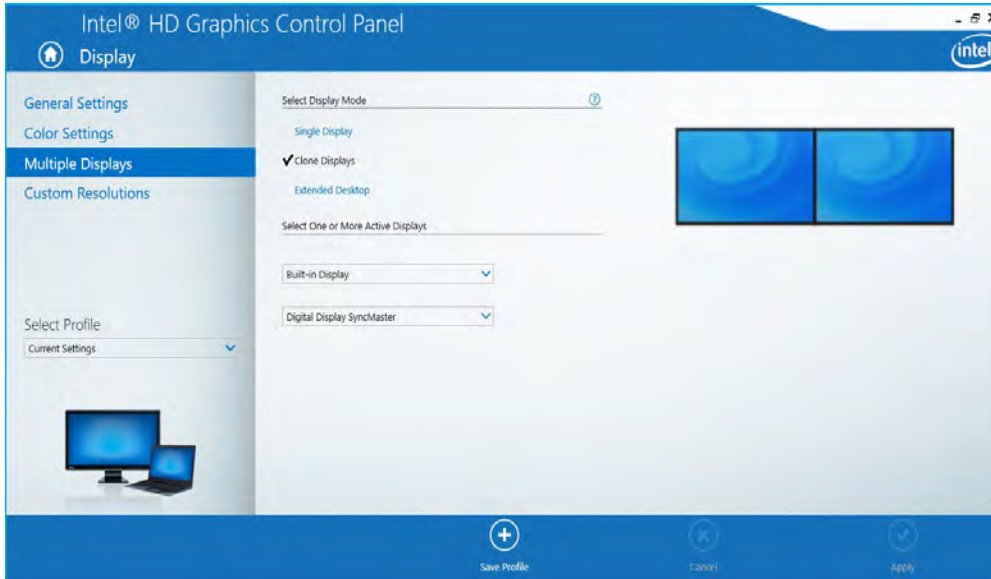 Intel® HD Graphics Control Panel
Display
intel
General Settings
Color Settings
Multiple Displays
Custom Resolutions
Select Profile
Current Settings
Select Display Mode
?
Single Display
Clone Displays
Extended Desktop
Select One or More Active Displays
Built-in Display
Digital Display SyncMaster
Save Profile
Cancel
Apply